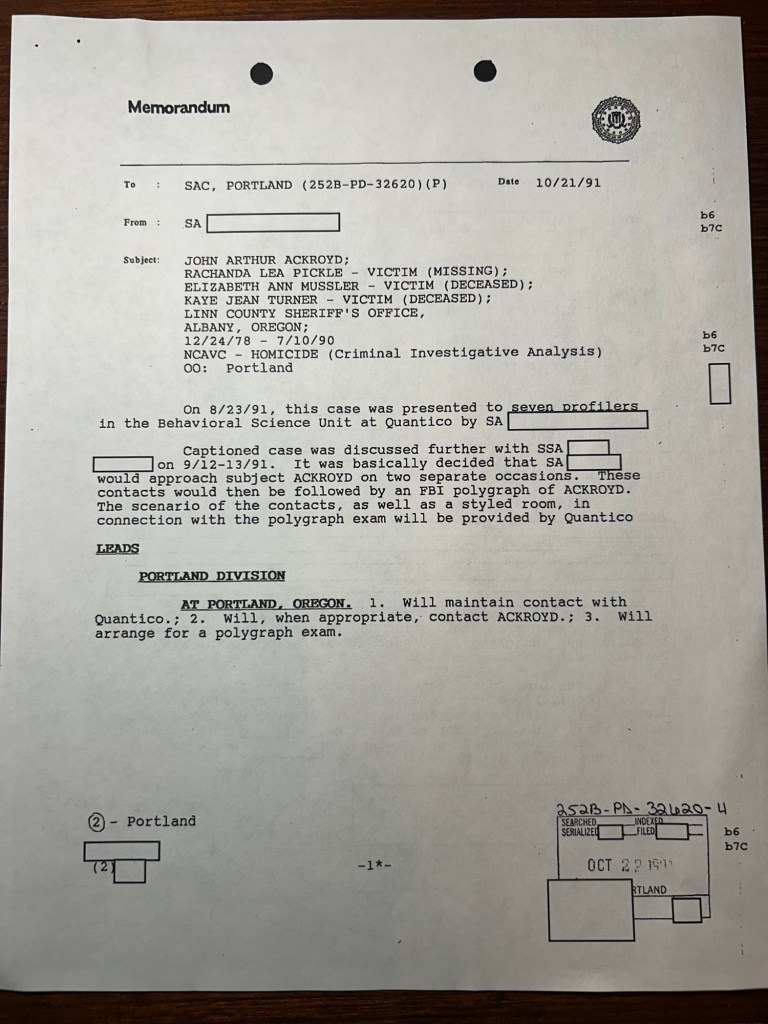 Memorandum
To : SAC, PORTLAND (252B-PD-32620)(P) Date 10/21/91
From : SA
b6
b7C
Subject: JOHN ARTHUR ACKROYD;
RACHANDA LEA PICKLE - VICTIM (MISSING);
ELIZABETH ANN MUSSLER - VICTIM (DECEASED);
KAYE JEAN TURNER - VICTIM (DECEASED);
LINN COUNTY SHERIFF'S OFFICE,
ALBANY, OREGON;
12/24/78 - 7/10/90
NCAVC - HOMICIDE (Criminal Investigative Analysis)
OO: Portland
b6
b7C
On 8/23/91, this case was presented to seven profilers
in the Behavioral Science Unit at Quantico by SA
Captioned case was discussed further with SSA
on 9/12-13/91. It was basically decided that SA
would approach subject ACKROYD on two separate occasions. These
contacts would then be followed by an FBI polygraph of ACKROYD.
The scenario of the contacts, as well as a styled room, in
connection with the polygraph exam will be provided by Quantico
LEADS
PORTLAND DIVISION
AT PORTLAND, OREGON. 1. Will maintain contact with
Quantico.; 2. Will, when appropriate, contact ACKROYD.; 3. Will
arrange for a polygraph exam.
2 - Portland
(2)
-1*-
252B-PD-32620-4
SEARCHED INDEXED
SERIALIZED FILED
OCT 22 1991
b6
b7C